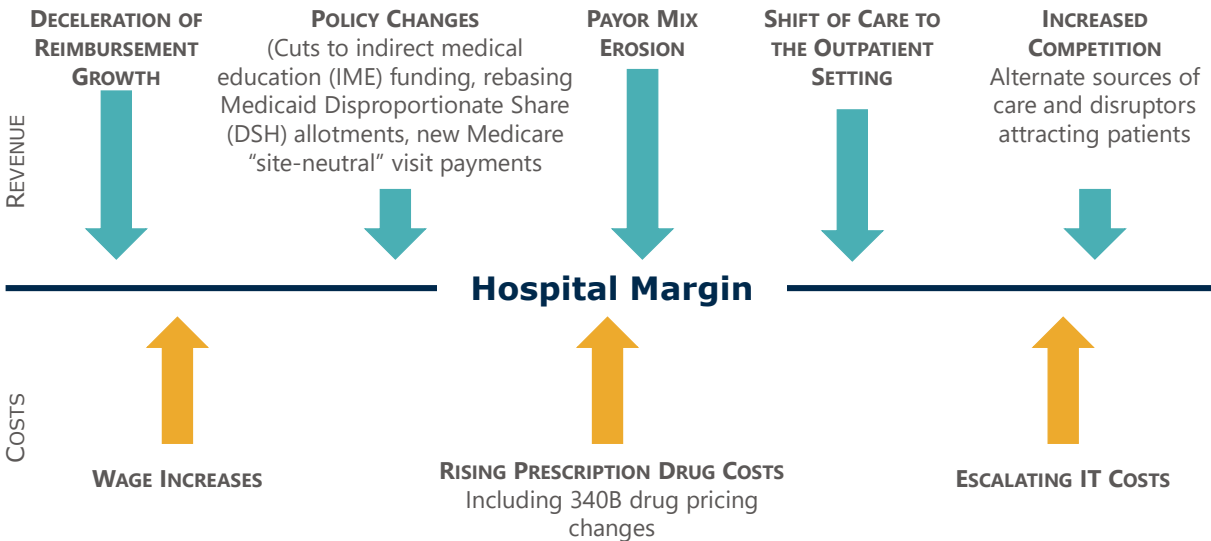 DECELERATION OF
REIMBURSEMENT
GROWTH
POLICY CHANGES
(Cuts to indirect medical
education (IME) funding, rebasing
Medicaid Disproportionate Share
(DSH) allotments, new Medicare
“site-neutral” visit payments
PAYOR MIX
EROSION
SHIFT OF CARE TO
THE OUTPATIENT
SETTING
INCREASED
COMPETITION
Alternate sources of
care and disruptors
attracting patients
REVENUE
Hospital Margin
COSTS
WAGE INCREASES
RISING PRESCRIPTION DRUG COSTS
Including 340B drug pricing
changes
ESCALATING IT COSTS